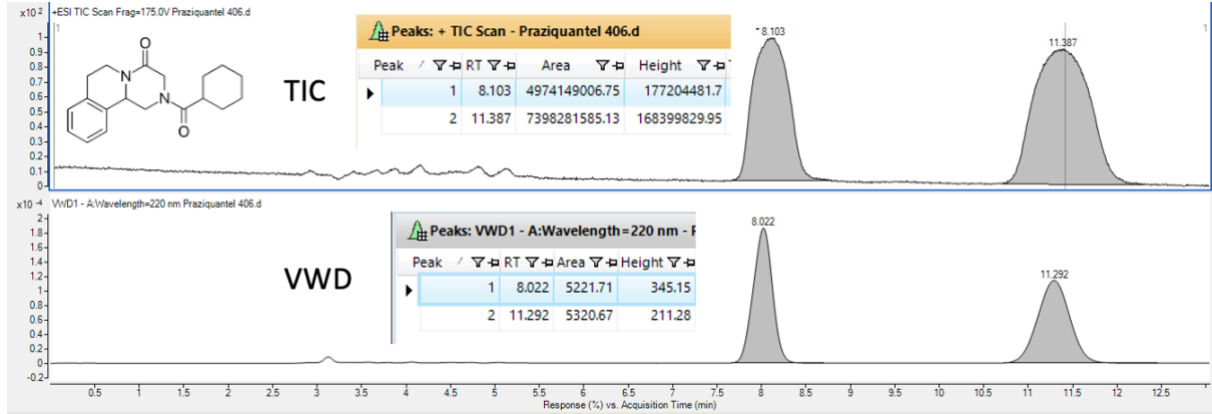 x10 2 +ESI TIC Scan Frag=175.0V Praziquantel 406.d
1
1
1-
0.9-
0.8-
0.7-
0.6-
0.5-
0.4-
0.3-
0.2-
0.1-
0-
O
N
N
O
TIC
Peaks: + TIC Scan - Praziquantel 406.d
Peak RT Area Height
1 8.103 4974149006.75 177204481.7
2 11.387 7398281585.13 168399829.95
* 8.103
11.387
x10 -4 VWD1 - A:Wavelength=220 nm Praziquantel 406.d
2-
1.8-
1.6-
1.4-
1.2-
1-
0.8-
0.6-
0.4-
0.2-
0-
-0.2-
VWD
Peaks: VWD1 - A:Wavelength=220 nm -
Peak RT Area Height
1 8.022 5221.71 345.15
2 11.292 5320.67 211.28
8.022
11.292
0.5 1 1.5 2 2.5 3 3.5 4 4.5 5 5.5 6 6.5 7 7.5 8 8.5 9 9.5 10 10.5 11 11.5 12 12.5
Response (%) vs. Acquisition Time (min)